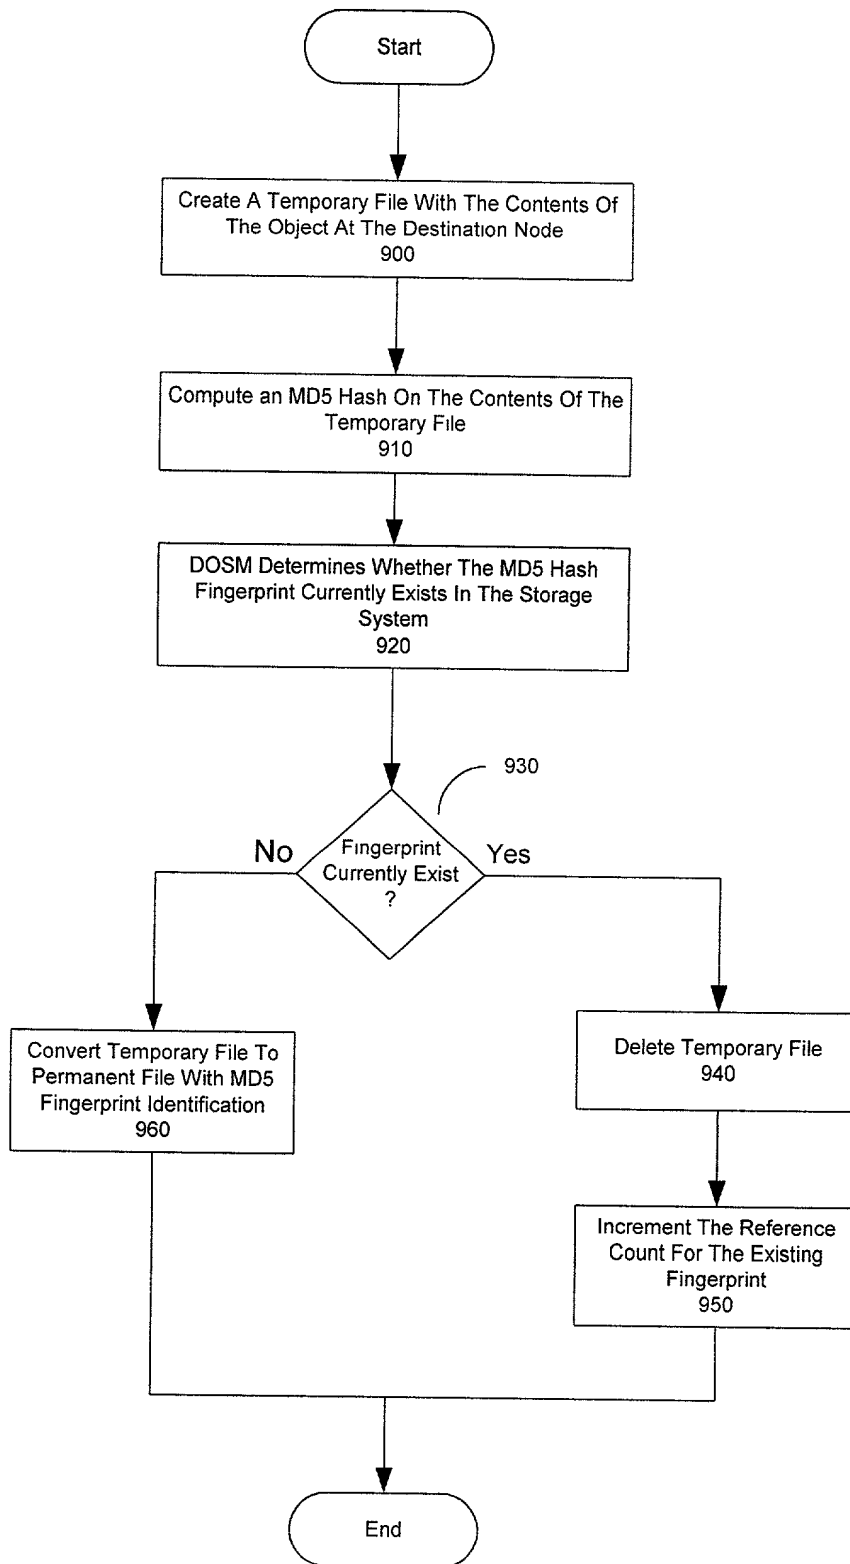 Start
Create A Temporary File With The Contents Of
The Object At The Destination Node
900
Compute an MD5 Hash On The Contents Of The
Temporary File
910
DOSM Determines Whether The MD5 Hash
Fingerprint Currently Exists In The Storage
System
920
930
No
Fingerprint
Currently Exist
?
Yes
Convert Temporary File To
Permanent File With MD5
Fingerprint Identification
960
Delete Temporary File
940
Increment The Reference
Count For The Existing
Fingerprint
950
End